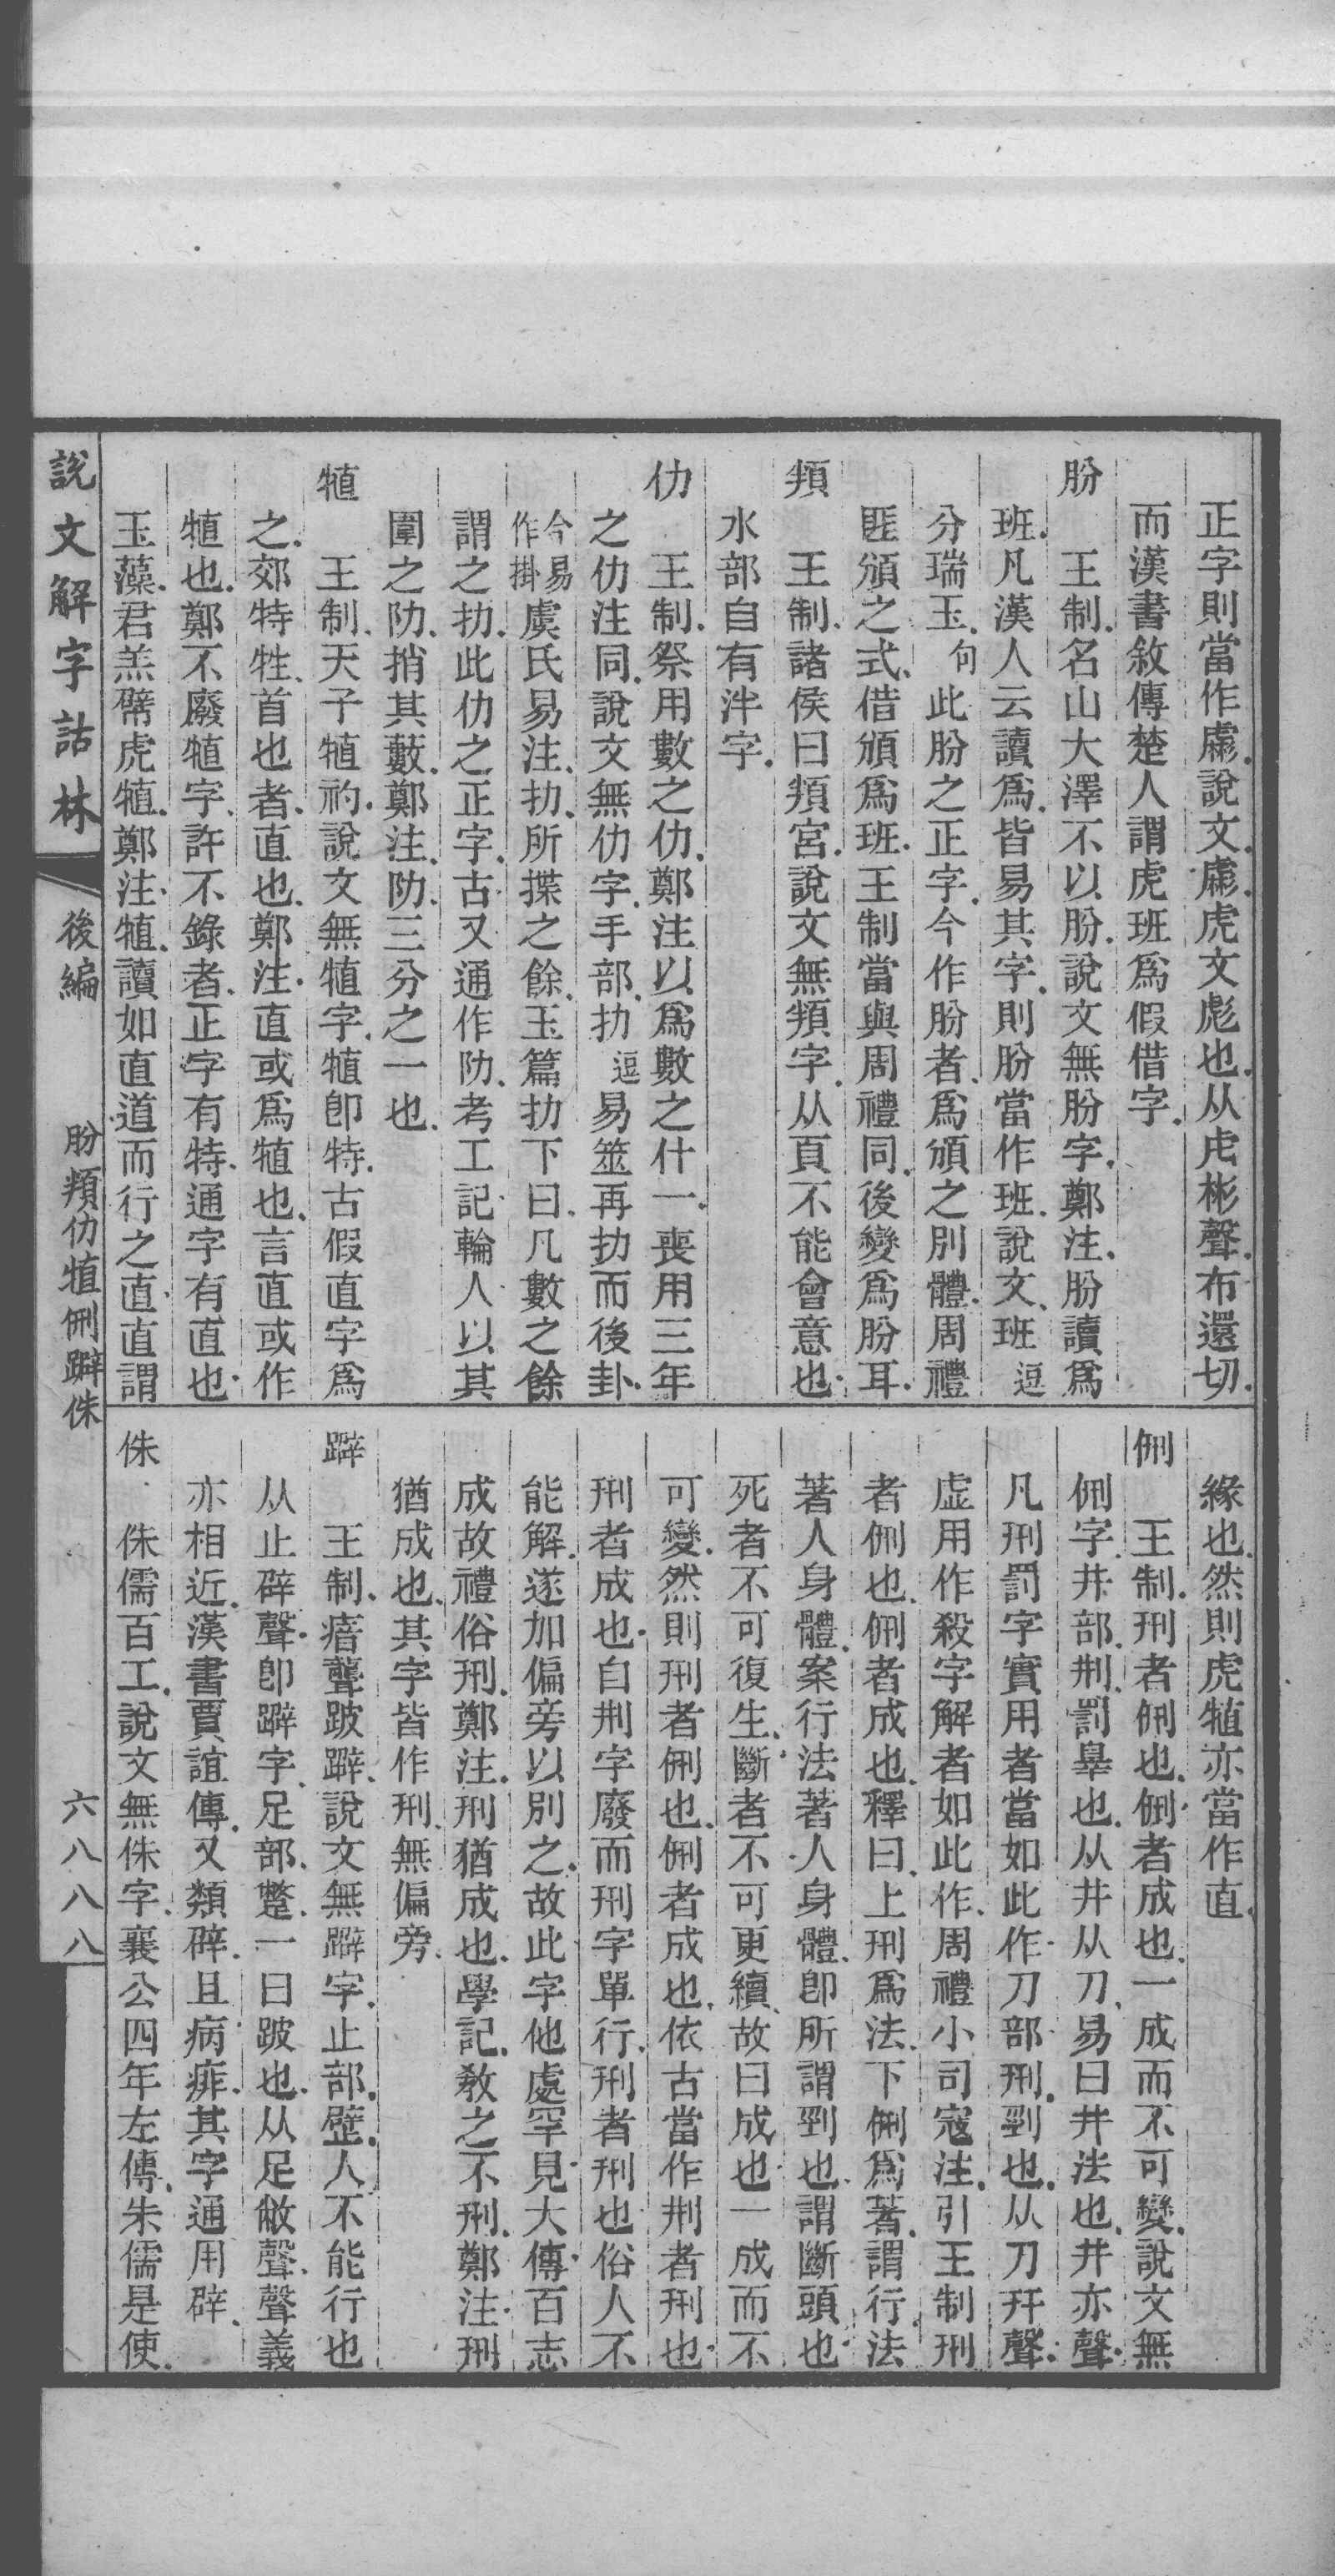 正字則當作虨．說文．虨．虎文彪也．从虍彬聲．布還切．
而漢書敘傳楚人謂虎班爲假借字．
朌
王制．名山大澤不以朌．說文無朌字．鄭注．朌讀爲
班．凡漢人云讀爲．皆易其字．則朌當作班．說文．班逗
分瑞玉．句此朌之正字．今作朌者．爲頒之別體．周禮
匪頒之式．借頒爲班．王制當與周禮同．後變爲朌耳．
頖
王制．諸侯曰頖宮．說文無頖字．从頁不能會意也．
水部自有泮字．
仂
王制．祭用數之仂．鄭注以爲數之什一．喪用三年
之仂注同．說文無仂字．手部．扐逗易筮再扐而後卦．
今易作掛虞氏易注．扐．所揲之餘．玉篇扐下曰．凡數之餘
謂之扐．此仂之正字．古又通作阞．考工記輪人以其
圍之阞．捎其藪．鄭注．阞．三分之一也．
犆
王制．天子犆礿．說文無犆字．犆卽特．古假直字爲
之．郊特牲．首也者．直也．鄭注．直或爲犆也．言直或作
犆也．鄭不廢犆字．許不錄者．正字有特．通字有直也．
玉藻．君羔幦虎犆．鄭注．犆．讀如直道而行之直．直謂
緣也．然則虎犆亦當作直．
侀
王制．刑者侀也．侀者成也．一成而不可變．說文無
侀字．井部．㓝．罰辠也．从井从刀．易曰井法也．井亦聲．
凡刑罰字實用者當如此作．刀部刑．剄也．从刀幵聲．
虛用作殺字解者如此作．周禮小司寇注．引王制刑
者侀也．侀者成也．釋曰．上刑爲法．下侀爲著．謂行法
著人身體．案行法著人身體．卽所謂剄也．謂斷頭也．
死者不可復生．斷者不可更續．故曰成也．一成而不
可變．然則刑者侀也．侀者成也．依古當作㓝者刑也．
刑者成也．自㓝字廢而刑字單行．刑者刑也．俗人不
能解．遂加偏旁以別之．故此字他處罕見．大傳．百志
成故禮俗刑．鄭注．刑猶成也．學記．敎之不刑．鄭注．刑
猶成也．其字皆作刑．無偏旁．
躃
王制．瘖聾跛躃．說文無躃字．止部．壁．人不能行也
从止辟聲．卽躃字．足部．蹩．一曰跛也．从足敝聲．聲義
亦相近．漢書賈誼傳．又類辟．且病痱．其字通用辟．
侏
侏儒百工．說文無侏字．襄公四年左傳．朱儒是使．
說文解字詁林
後編
朌頖仂犆侀躃侏
六八八八